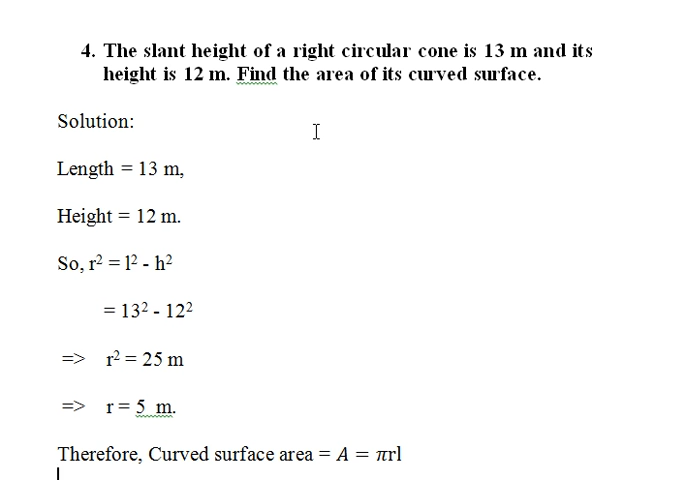 4. The slant height of a right circular cone is 13 m and its
height is 12 m. Find the area of its curved surface.
Solution:
Length = 13 m,
Height = 12 m.
So, r² = l² - h²
= 13² - 12²
=> r² = 25 m
=> r = 5 m.
Therefore, Curved surface area = A = πrl